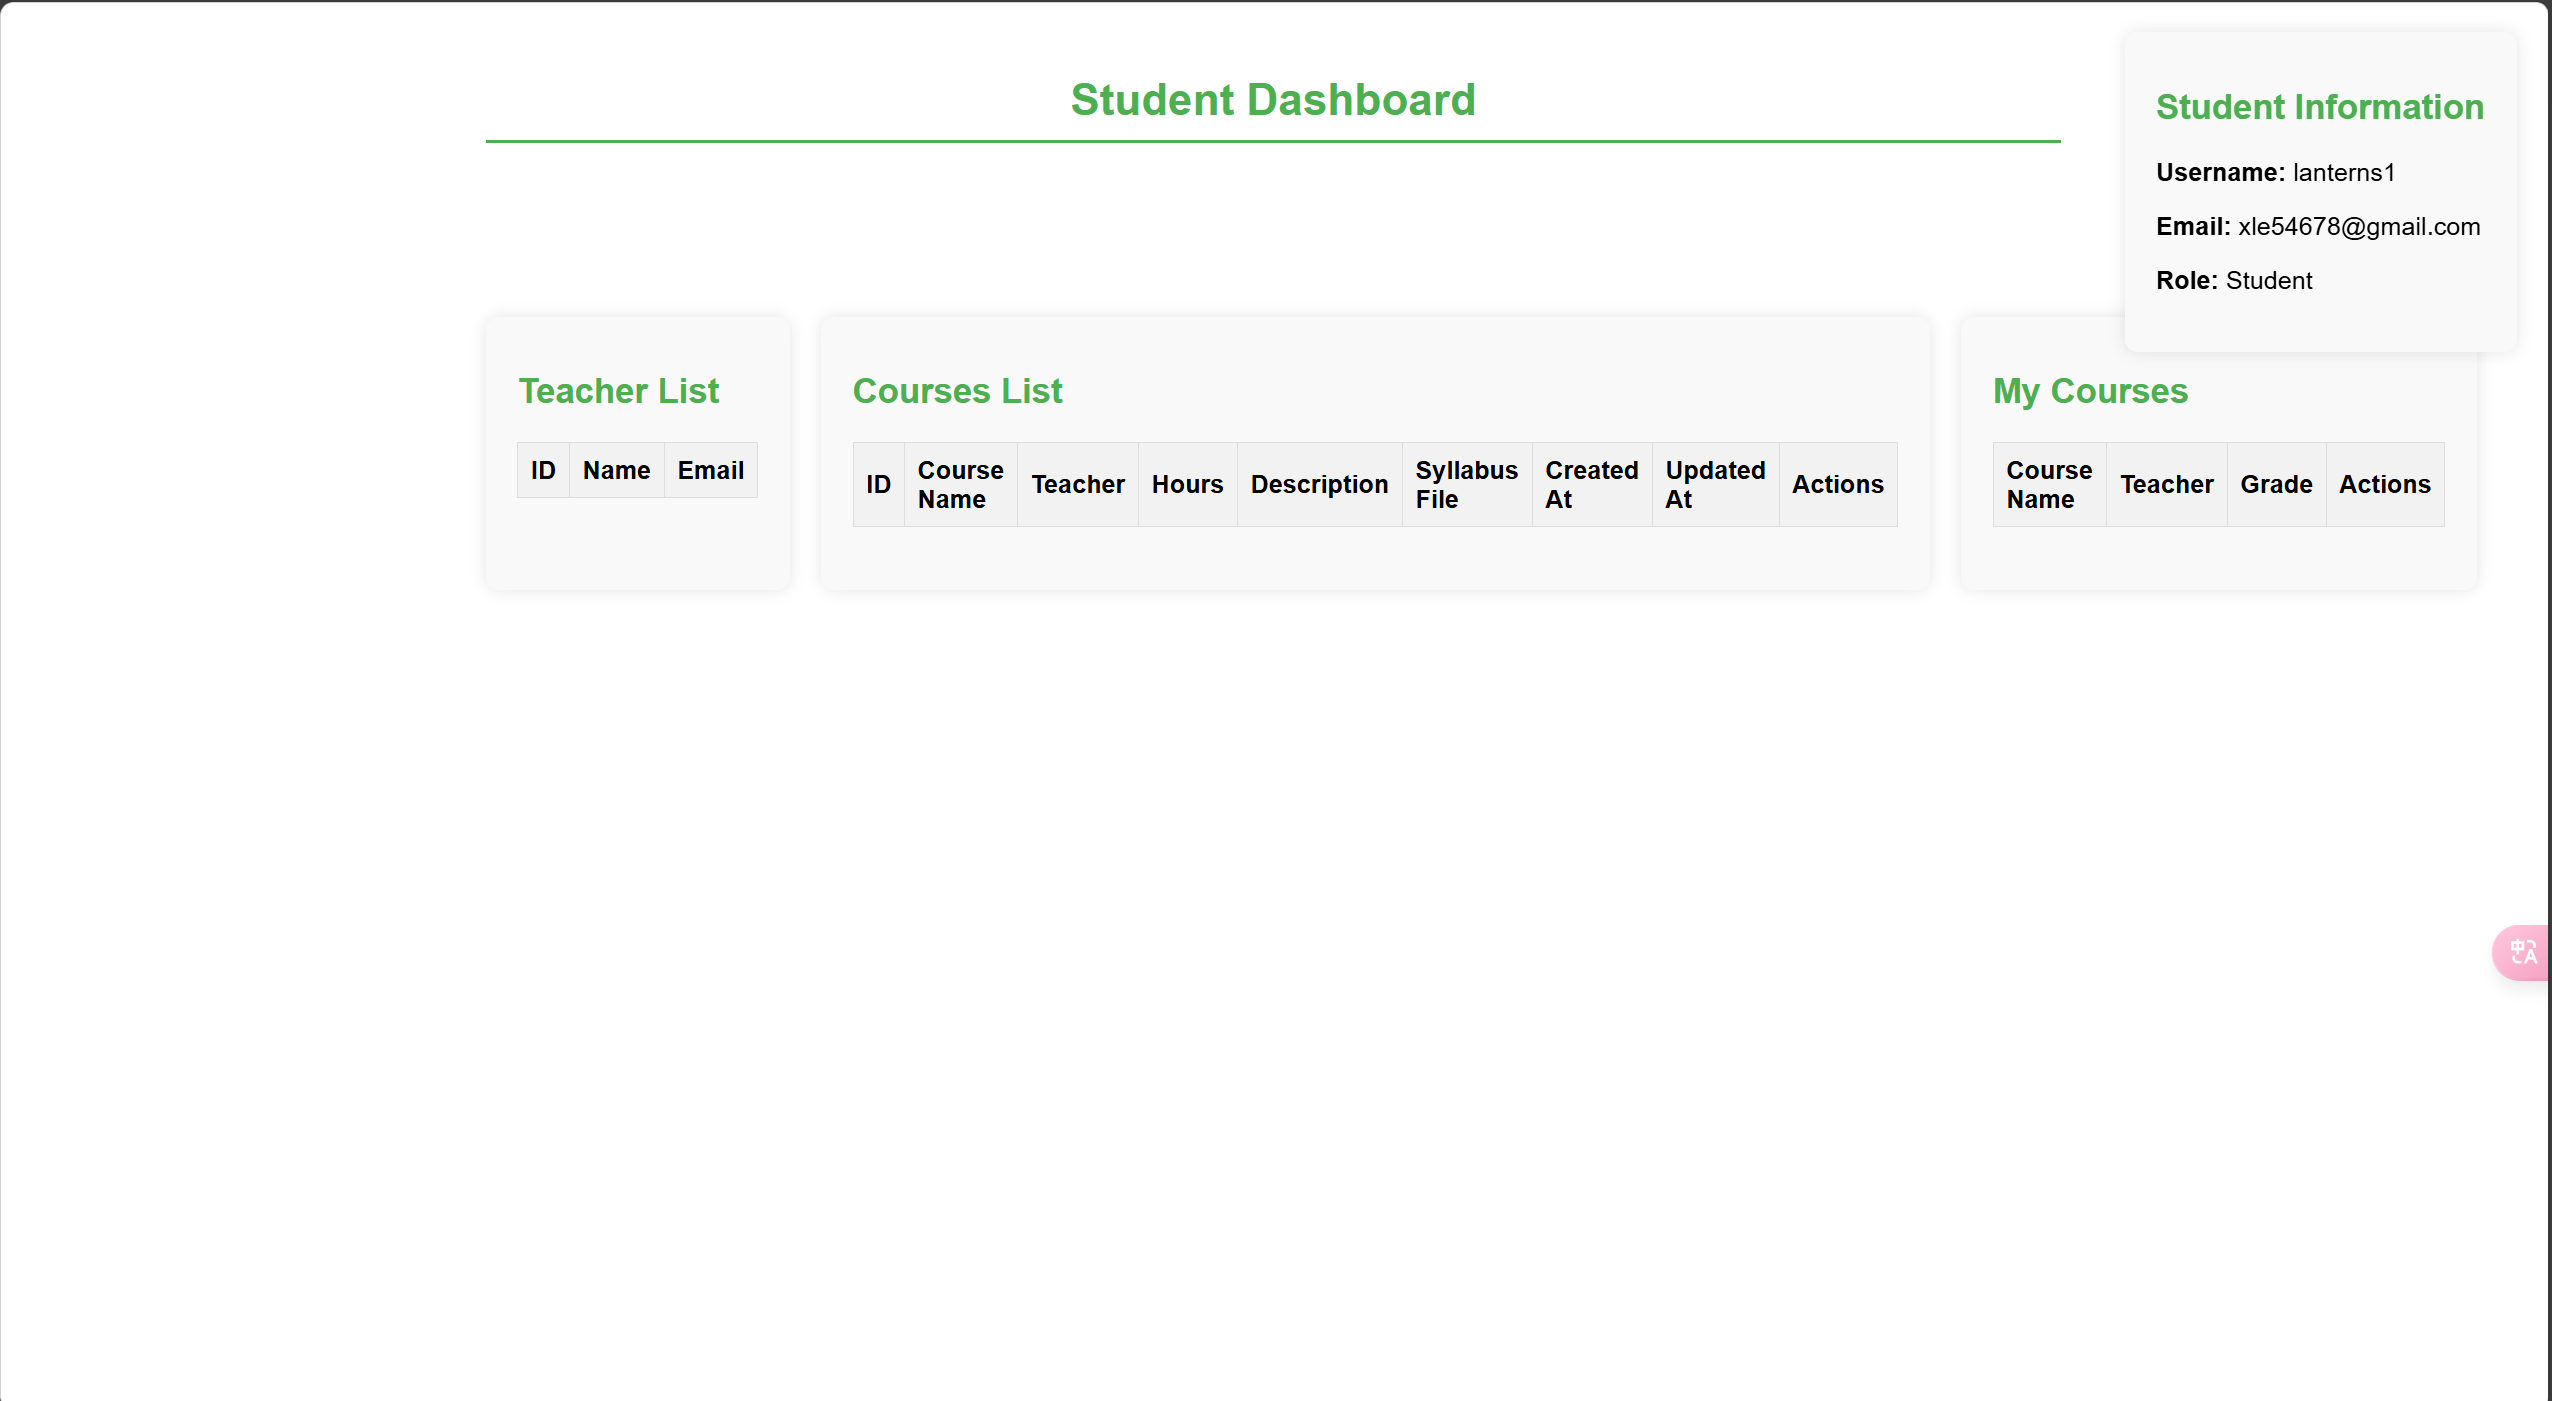 Student Dashboard
Student Information
Username: lanterns1
Email: xle54678@gmail.com
Role: Student
Teacher List
ID Name Email
Courses List
ID Course Name Teacher Hours Description Syllabus File Created At Updated At Actions
My Courses
Course Name Teacher Grade Actions
中 A